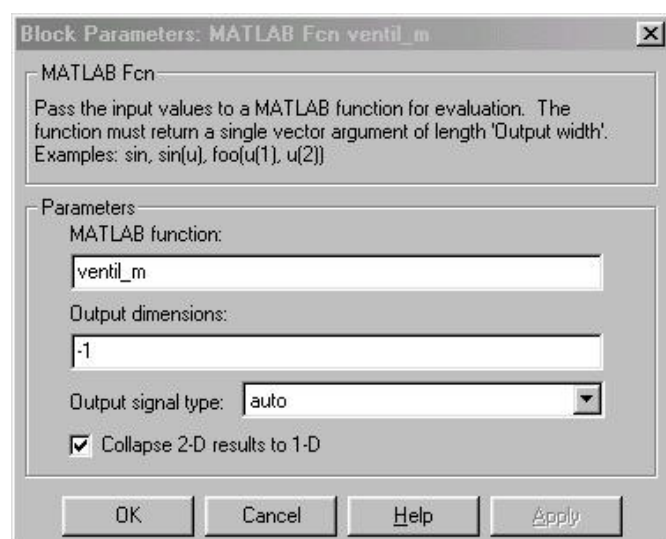 Block Parameters: MATLAB Fcn ventil_m
MATLAB Fcn
Pass the input values to a MATLAB function for evaluation. The
function must return a single vector argument of length 'Output width'.
Examples: sin, sin(u), foo(u(1), u(2))
Parameters
MATLAB function:
ventil_m
Output dimensions:
-1
Output signal type: auto
Collapse 2-D results to 1-D
OK Cancel Help Apply